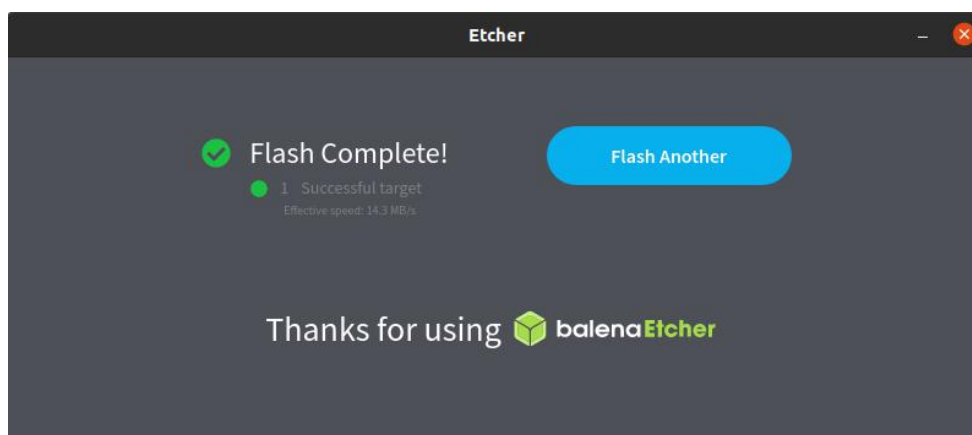 Etcher
Flash Complete!
Flash Another
1 Successful target
Effective speed: 14.3 MB/s
Thanks for using balenaEtcher